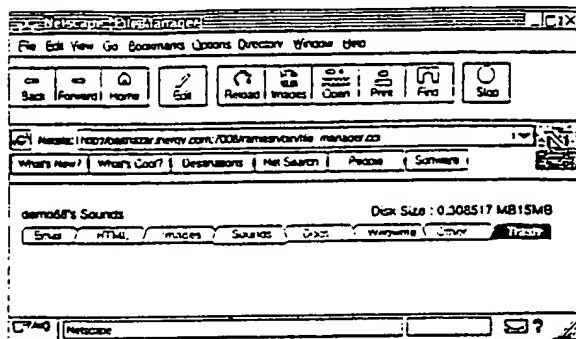 Netscape - [FileManager]
File Edit View Go Bookmarks Options Directory Window Help
Back Forward Home Edit Reload Images Open Print Find Stop
What's New? What's Cool? Destinations Net Search People Software
demo68's Sounds Disk Size : 0.308517 MB15MB
Email HTML Images Sounds Other
Netscape ?